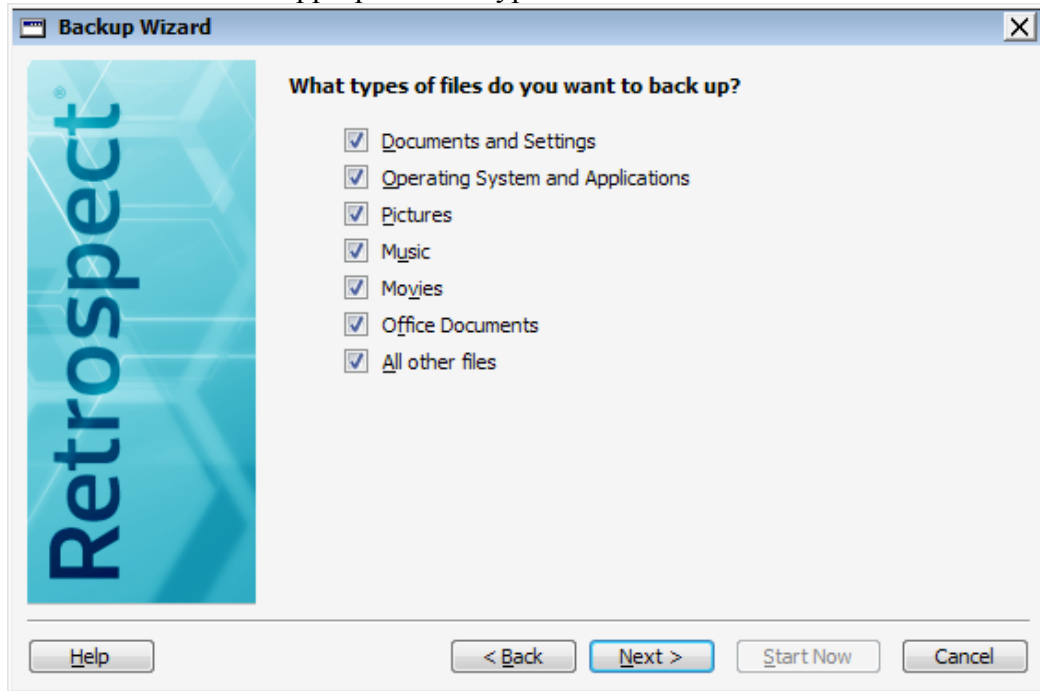 Backup Wizard
Retrospect®
What types of files do you want to back up?
Documents and Settings
Operating System and Applications
Pictures
Music
Movies
Office Documents
All other files
Help
< Back
Next >
Start Now
Cancel